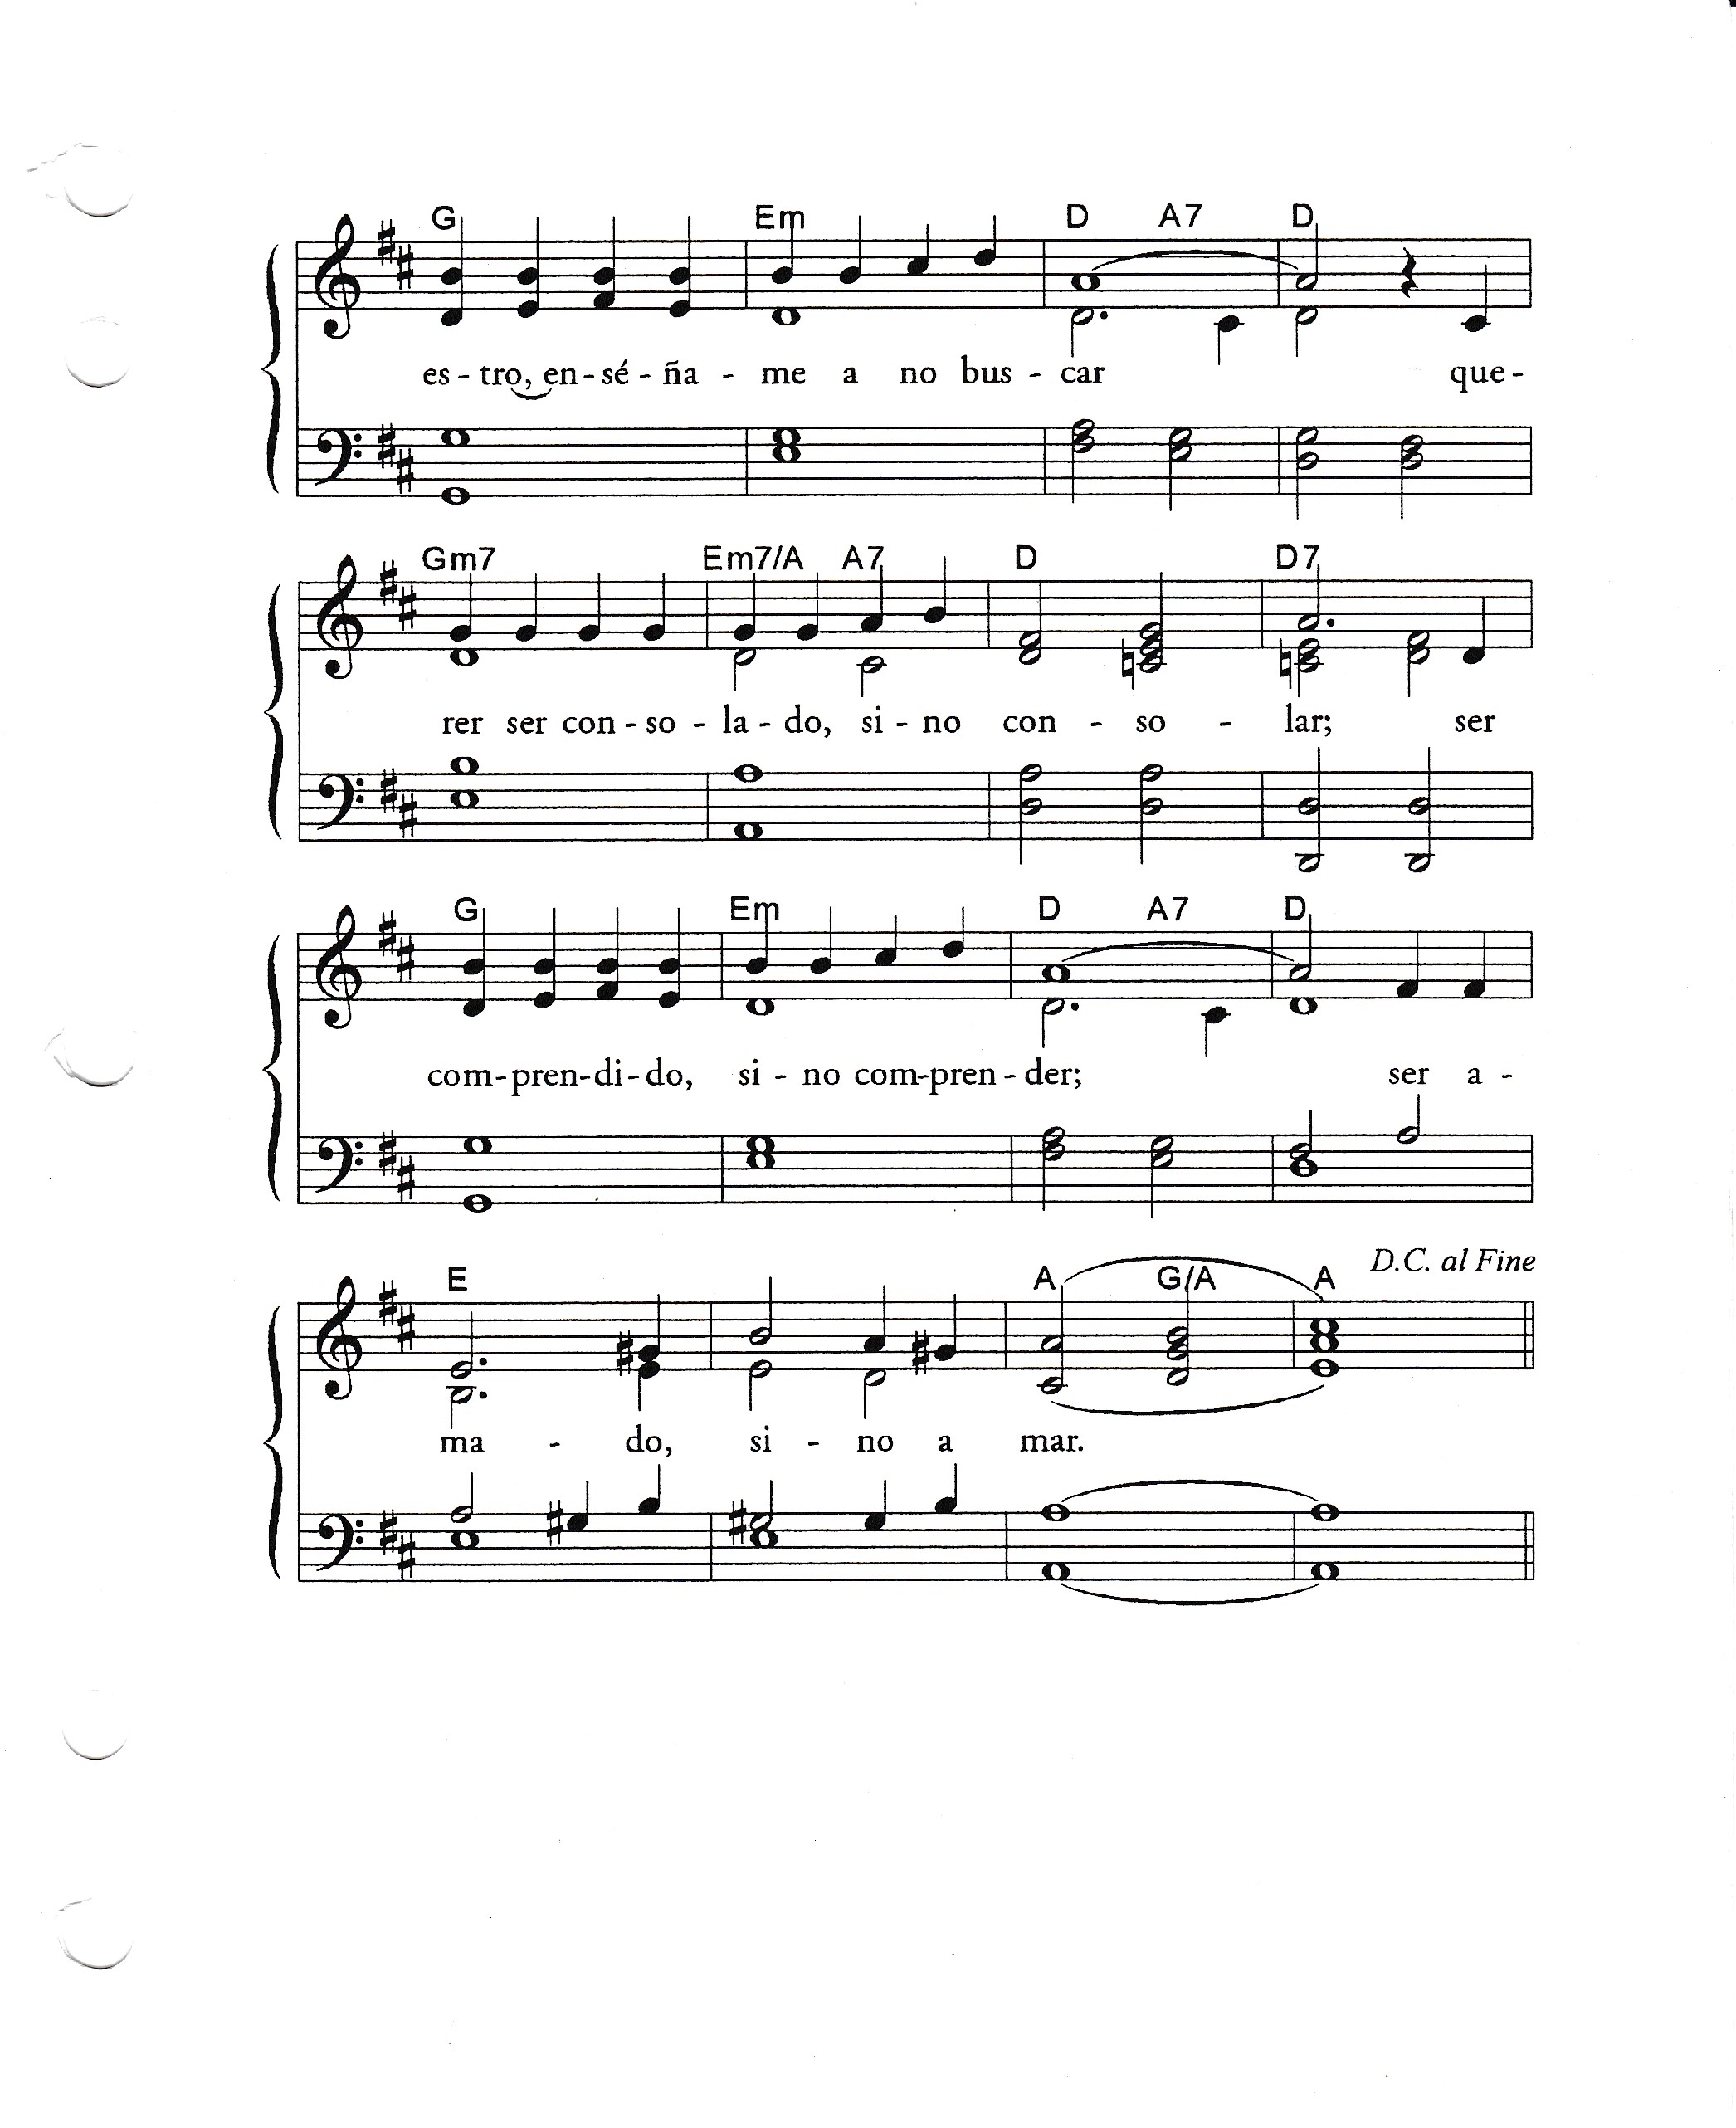 G Em D A7 D
es - tro, en - sé - ña - me a no bus - car que -
Gm7 Em7/A A7 D D7
rer ser con - so - la - do, si - no con - so - lar; ser
G Em D A7 D
com - pren - di - do, si - no com - pren - der; ser a -
D.C. al Fine
E A G/A A
ma - do, si - no a mar.